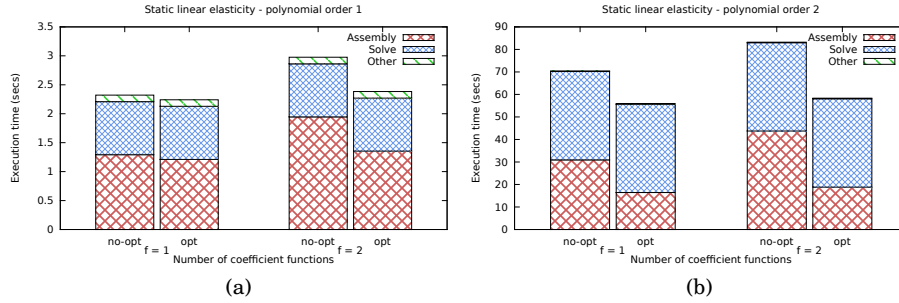 Static linear elasticity - polynomial order 1
Execution time (secs)
3.5
3
2.5
2
1.5
1
0.5
0
Assembly
Solve
Other
no-opt opt no-opt opt
f = 1 f = 2
Number of coefficient functions
(a)
Static linear elasticity - polynomial order 2
Execution time (secs)
90
80
70
60
50
40
30
20
10
0
Assembly
Solve
Other
no-opt opt no-opt opt
f = 1 f = 2
Number of coefficient functions
(b)